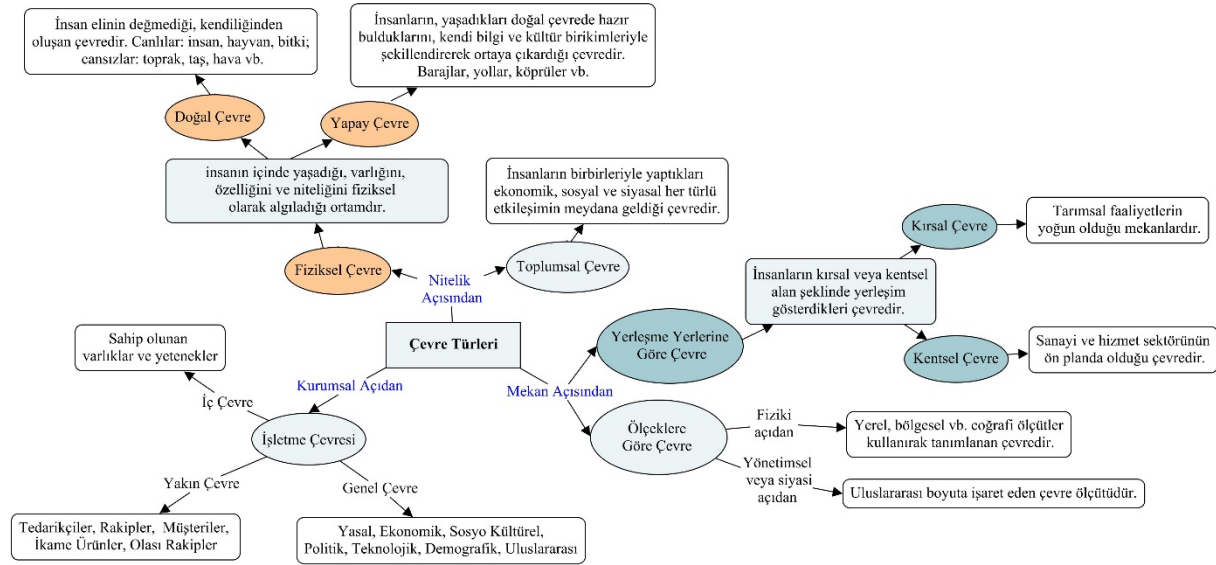 İnsan elinin değmediği, kendiliğinden
oluşan çevredir. Canlılar: insan, hayvan, bitki;
cansızlar: toprak, taş, hava vb.
İnsanların, yaşadıkları doğal çevrede hazır
bulduklarını, kendi bilgi ve kültür birikimleriyle
şekillendirerek ortaya çıkardığı çevredir.
Barajlar, yollar, köprüler vb.
Doğal Çevre
Yapay Çevre
insanın içinde yaşadığı, varlığını,
özelliğini ve niteliğini fiziksel
olarak algıladığı ortamdır.
İnsanların birbirleriyle yaptıkları
ekonomik, sosyal ve siyasal her türlü
etkileşimin meydana geldiği çevredir.
Fiziksel Çevre
Nitelik
Açısından
Toplumsal Çevre
Kırsal Çevre
Tarımsal faaliyetlerin
yoğun olduğu mekanlardır.
İnsanların kırsal veya kentsel
alan şeklinde yerleşim
gösterdikleri çevredir.
Yerleşme Yerlerine
Göre Çevre
Kentsel Çevre
Sanayi ve hizmet sektörünün
ön planda olduğu çevredir.
Çevre Türleri
Sahip olunan
varlıklar ve yetenekler
Kurumsal Açıdan
Mekan Açısından
İç Çevre
İşletme Çevresi
Ölçeklere
Göre Çevre
Fiziki
açıdan
Yerel, bölgesel vb. coğrafi ölçütler
kullanırak tanımlanan çevredir.
Yönetimsel
veya siyasi
açıdan
Uluslararası boyuta işaret eden çevre ölçütüdür.
Yakın Çevre
Genel Çevre
Tedarikçiler, Rakipler, Müşteriler,
İkame Ürünler, Olası Rakipler
Yasal, Ekonomik, Sosyo Kültürel,
Politik, Teknolojik, Demografik, Uluslararası